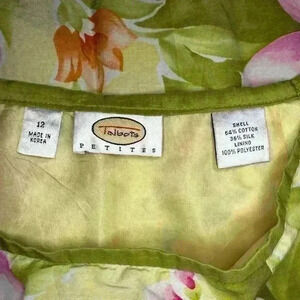 12
MADE IN
KOREA
Talbots
PETITES
SHELL
64% COTTON
36% SILK
LINING
100% POLYESTER